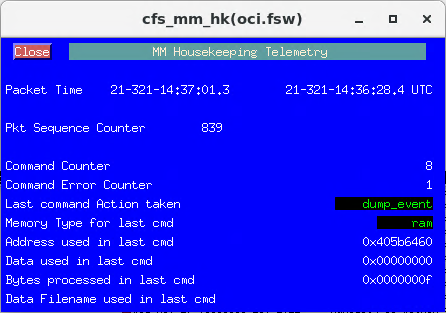 cfs_mm_hk(oci.fsw)
Close MM Housekeeping Telemetry
Packet Time 21-321-14:37:01.3 21-321-14:36:28.4 UTC
Pkt Sequence Counter 839
Command Counter 8
Command Error Counter 1
Last command Action taken dump_event
Memory Type for last cmd ram
Address used in last cmd 0x405b6460
Data used in last cmd 0x00000000
Bytes processed in last cmd 0x0000000f
Data Filename used in last cmd